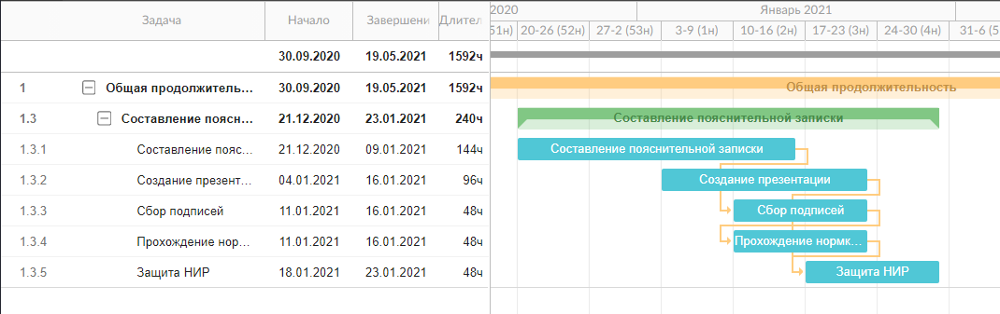 Задача Начало Завершени Длител 2020 Январь 2021
51н) 20-26 (52н) 27-2 (53н) 3-9 (1н) 10-16 (2н) 17-23 (3н) 24-30 (4н) 31-6 (5
30.09.2020 19.05.2021 1592ч
1 Общая продолжитель... 30.09.2020 19.05.2021 1592ч Общая продолжительность
1.3 Составление поясн... 21.12.2020 23.01.2021 240ч Составление пояснительной записки
1.3.1 Составление пояс... 21.12.2020 09.01.2021 144ч Составление пояснительной записки
1.3.2 Создание презент... 04.01.2021 16.01.2021 96ч Создание презентации
1.3.3 Сбор подписей 11.01.2021 16.01.2021 48ч Сбор подписей
1.3.4 Прохождение норм... 11.01.2021 16.01.2021 48ч Прохождение нормк...
1.3.5 Защита НИР 18.01.2021 23.01.2021 48ч Защита НИР